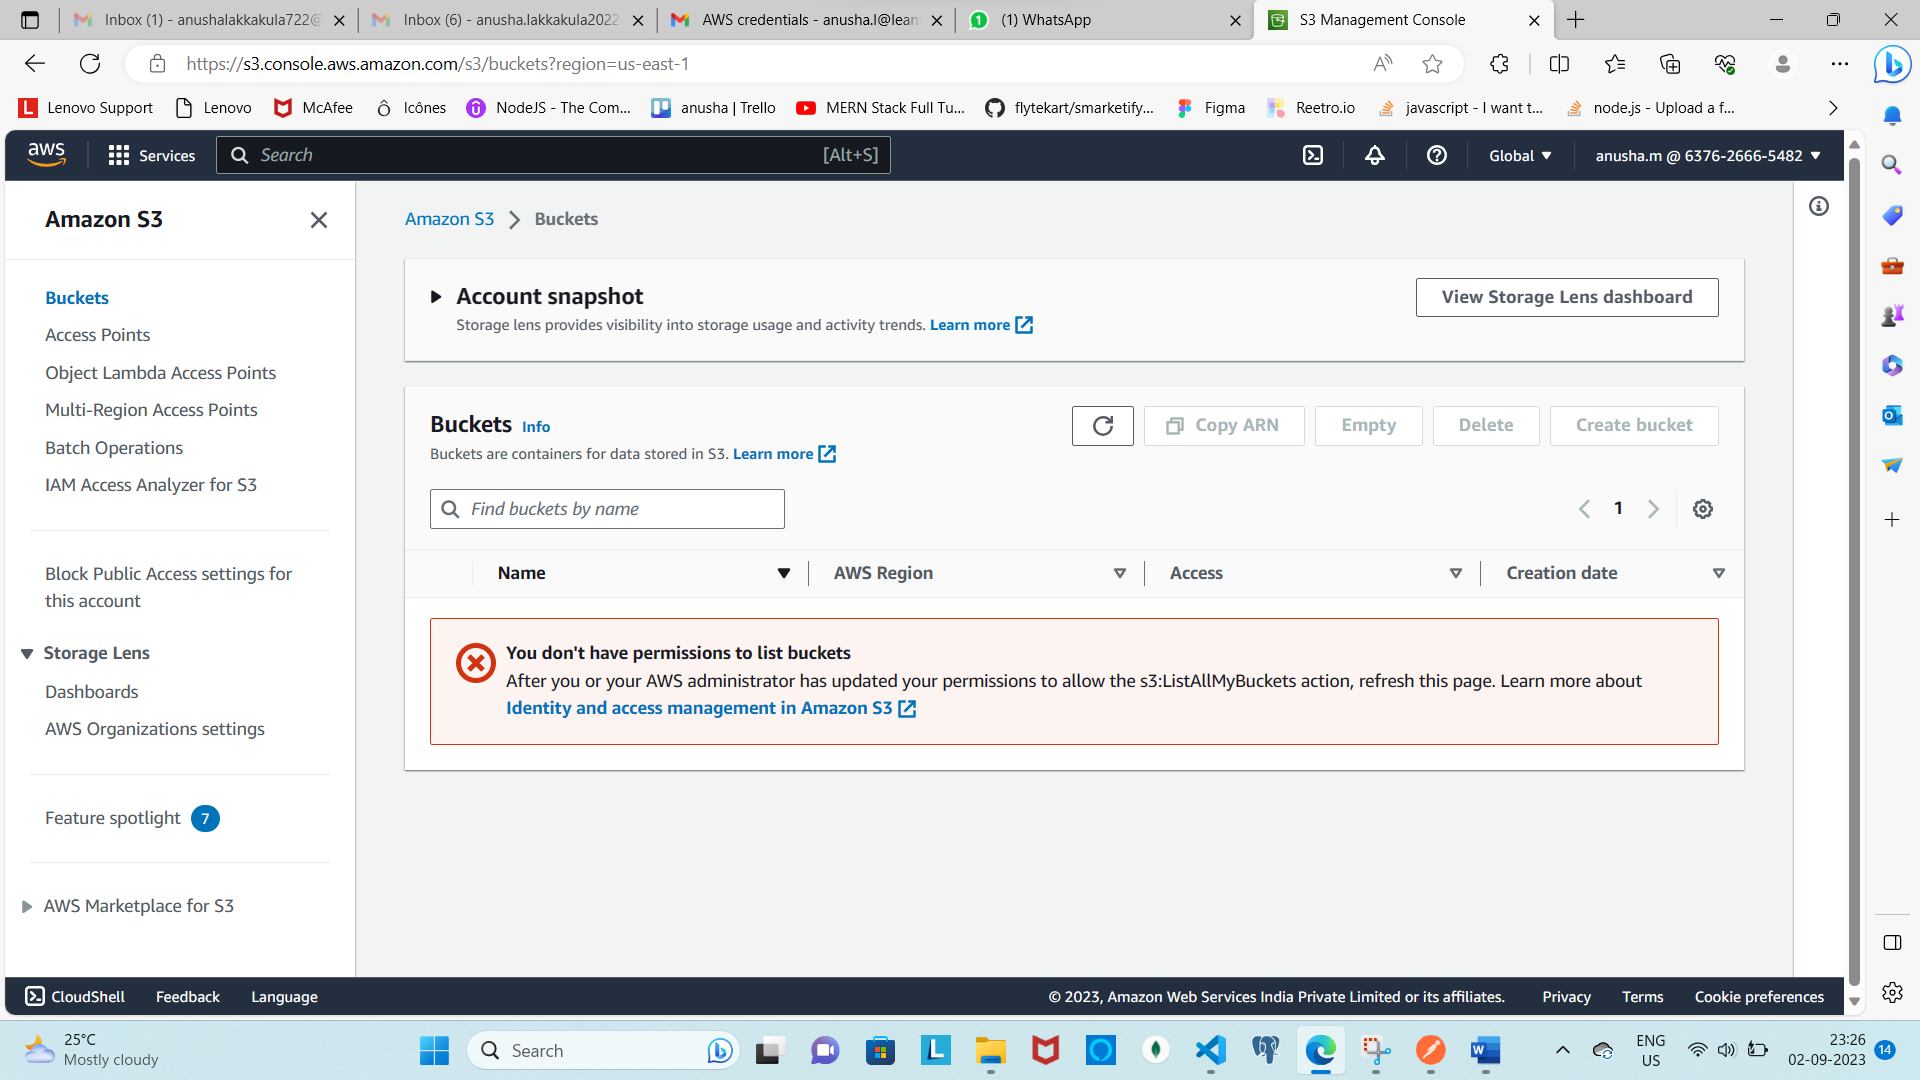 Inbox (1) - anushalakkakula722@
Inbox (6) - anusha.lakkakula2022
AWS credentials - anusha.l@lean
(1) WhatsApp
S3 Management Console
https://s3.console.aws.amazon.com/s3/buckets?region=us-east-1
Lenovo Support
Lenovo
McAfee
Icônes
NodeJS - The Com...
anusha | Trello
MERN Stack Full Tu...
flytekart/smarketify...
Figma
Reetro.io
javascript - I want t...
node.js - Upload a f...
aws
Services
Search
[Alt+S]
Global
anusha.m @ 6376-2666-5482
Amazon S3
Buckets
Access Points
Object Lambda Access Points
Multi-Region Access Points
Batch Operations
IAM Access Analyzer for S3
Block Public Access settings for
this account
Storage Lens
Dashboards
AWS Organizations settings
Feature spotlight 7
AWS Marketplace for S3
Amazon S3 > Buckets
Account snapshot
Storage lens provides visibility into storage usage and activity trends. Learn more
View Storage Lens dashboard
Buckets Info
Buckets are containers for data stored in S3. Learn more
Copy ARN
Empty
Delete
Create bucket
Find buckets by name
1
Name
AWS Region
Access
Creation date
You don't have permissions to list buckets
After you or your AWS administrator has updated your permissions to allow the s3:ListAllMyBuckets action, refresh this page. Learn more about
Identity and access management in Amazon S3
CloudShell
Feedback
Language
© 2023, Amazon Web Services India Private Limited or its affiliates.
Privacy
Terms
Cookie preferences
25°C
Mostly cloudy
Search
ENG
US
23:26
02-09-2023
14